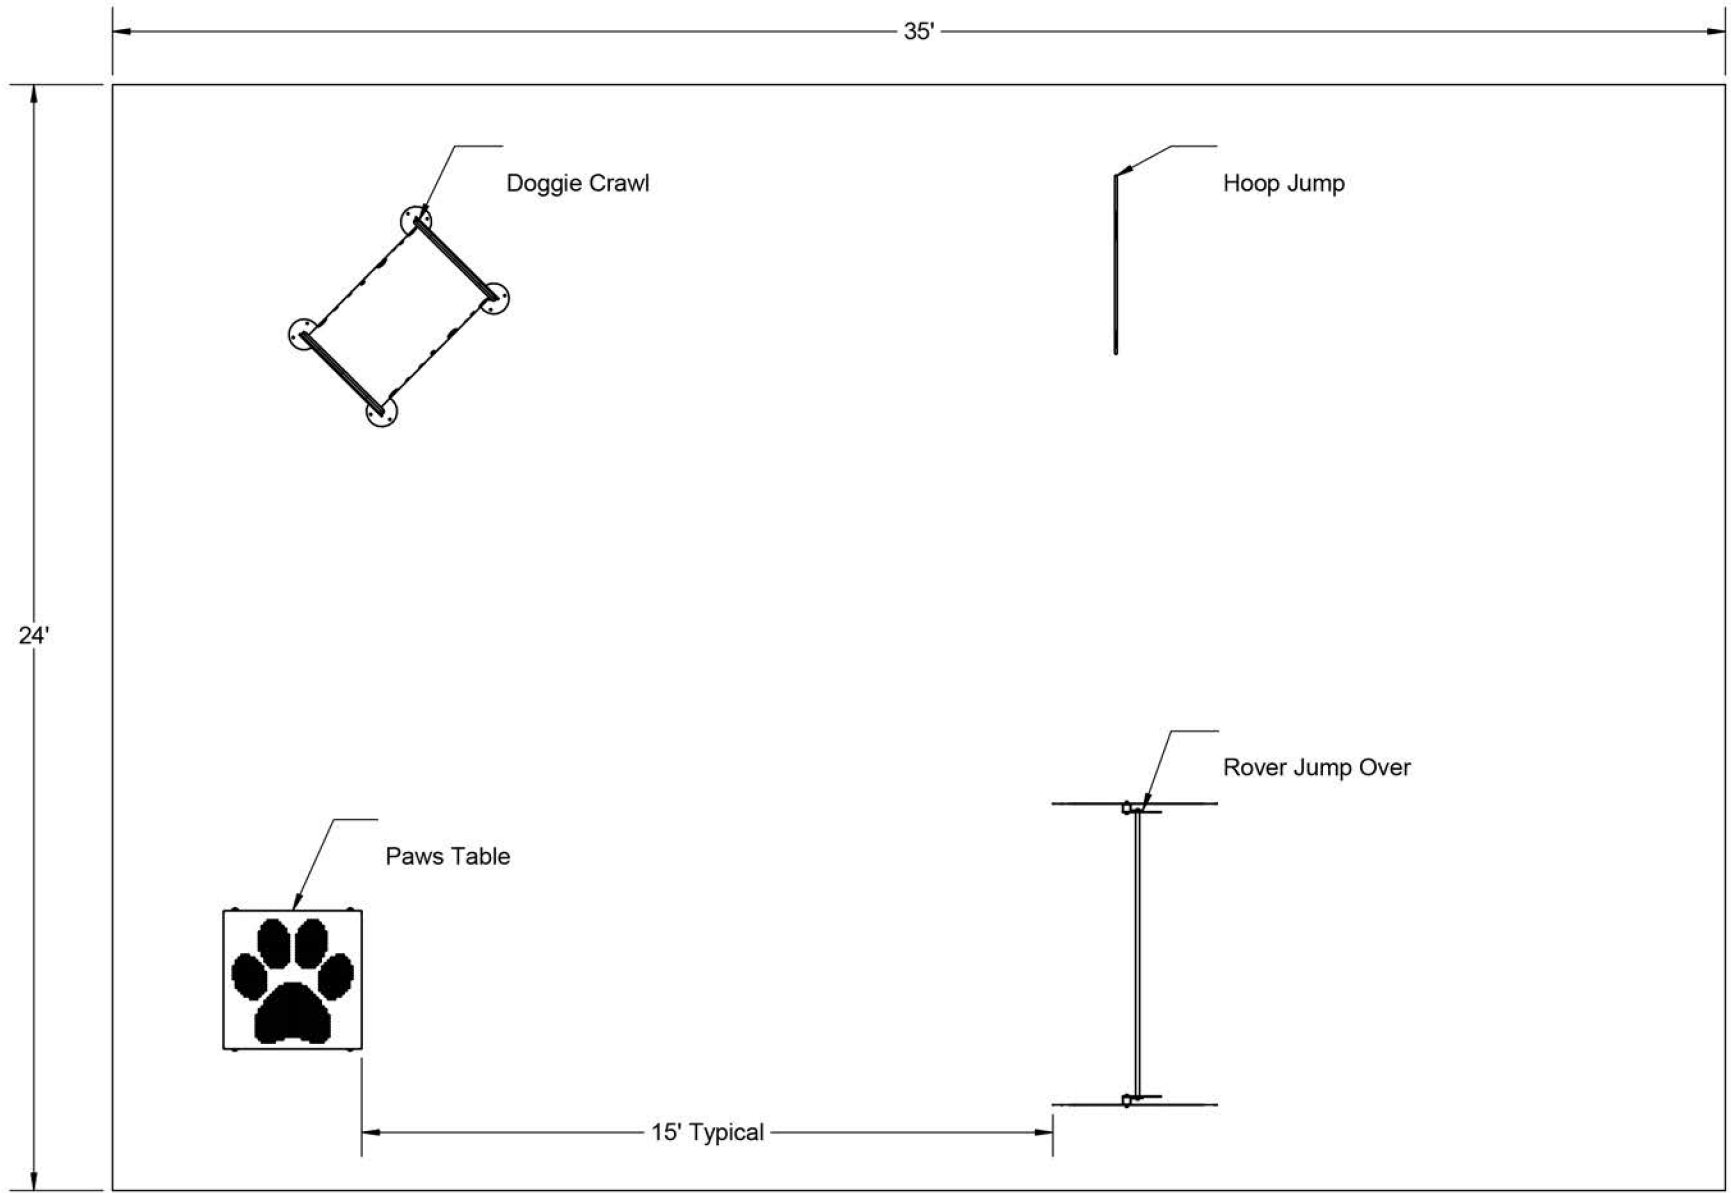 35'
Doggie Crawl
Hoop Jump
24'
Rover Jump Over
Paws Table
15' Typical